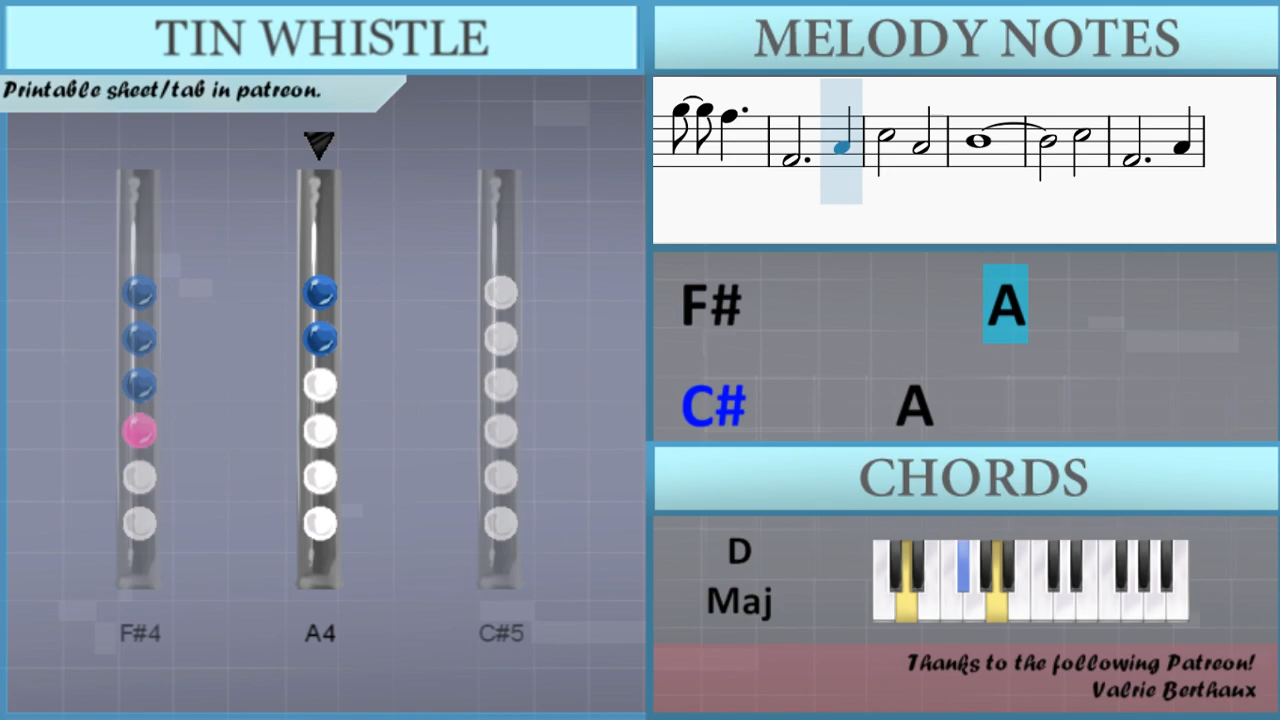 TIN WHISTLE
Printable sheet/tab in patreon.
F#4
A4
C#5
MELODY NOTES
F# A
C# A
CHORDS
D
Maj
Thanks to the following Patreon!
Valrie Berthaux